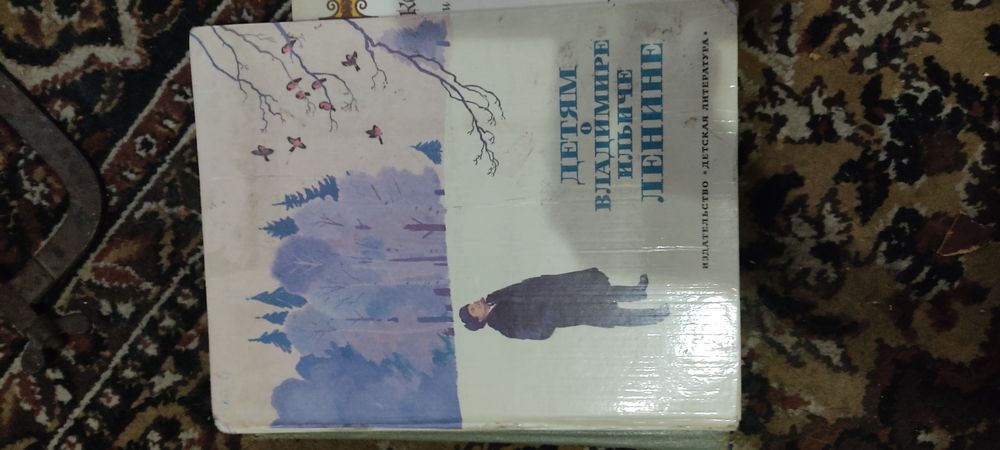 ДЕТЯМ
О
ВЛАДИМИРЕ
ИЛЬИЧЕ
ЛЕНИНЕ
ИЗДАТЕЛЬСТВО «ДЕТСКАЯ ЛИТЕРАТУРА»